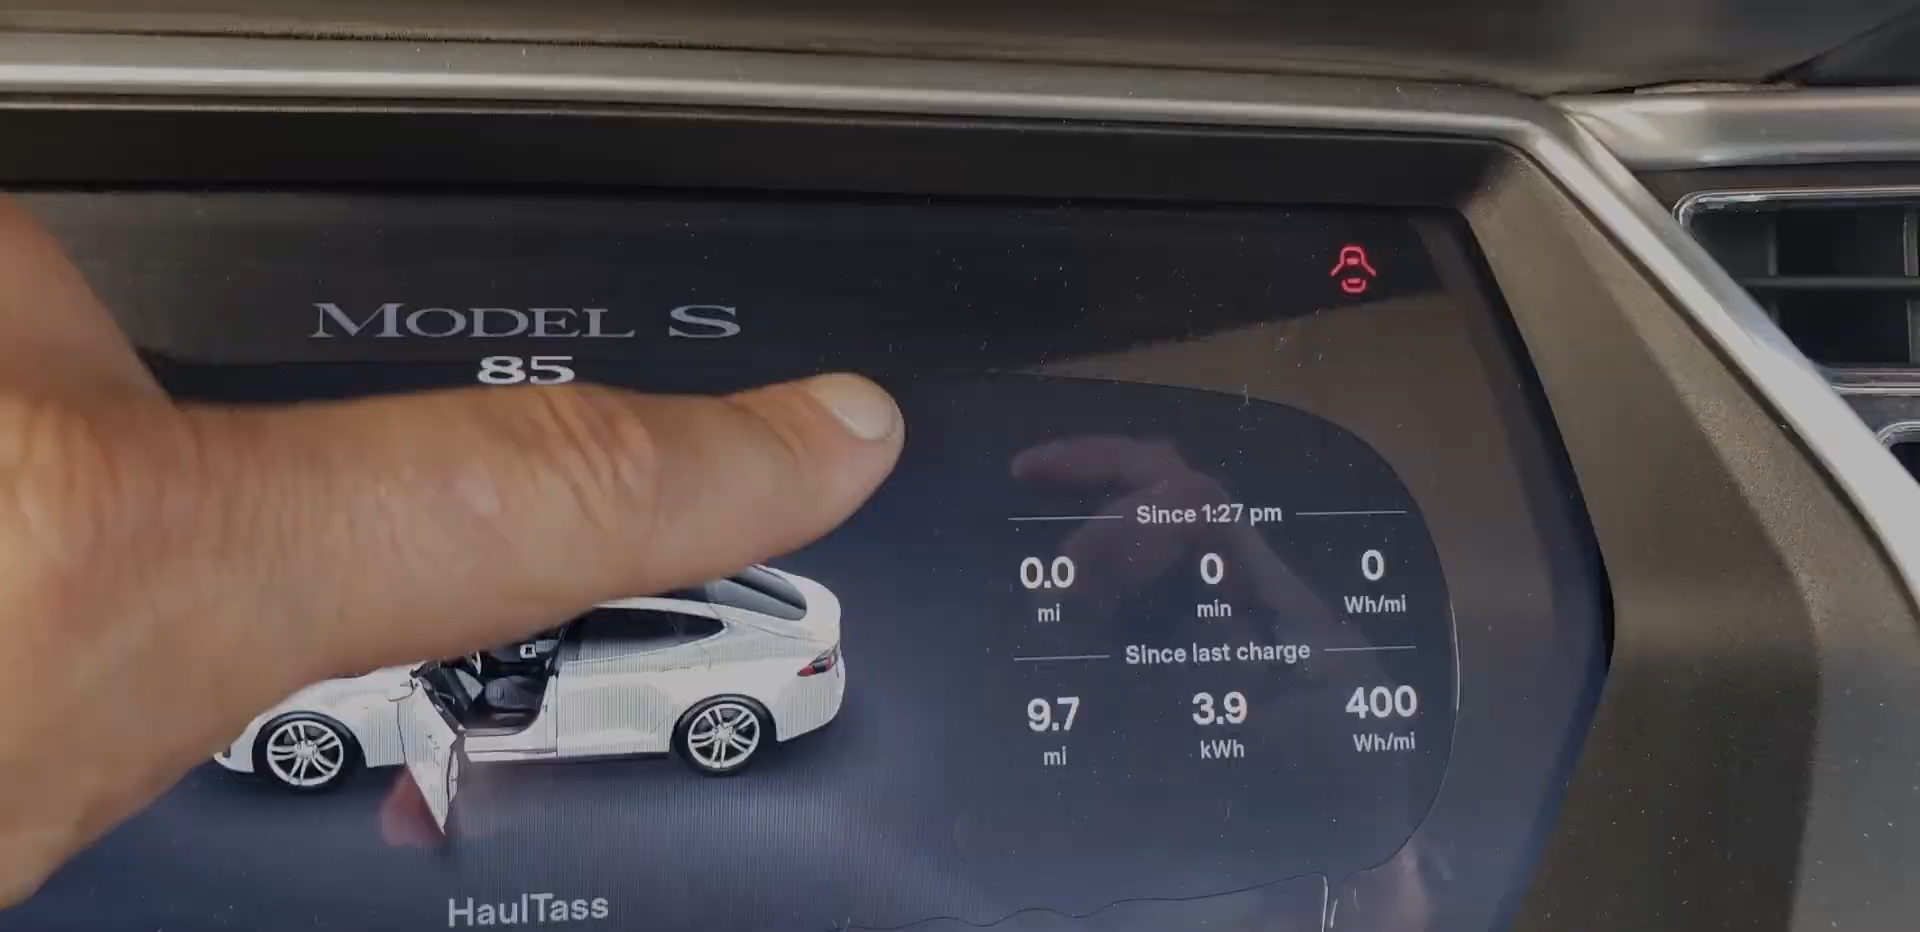 MODEL S
85
Since 1:27 pm
0.0 0 0
mi min Wh/mi
Since last charge
9.7 3.9 400
mi kWh Wh/mi
HaulTass